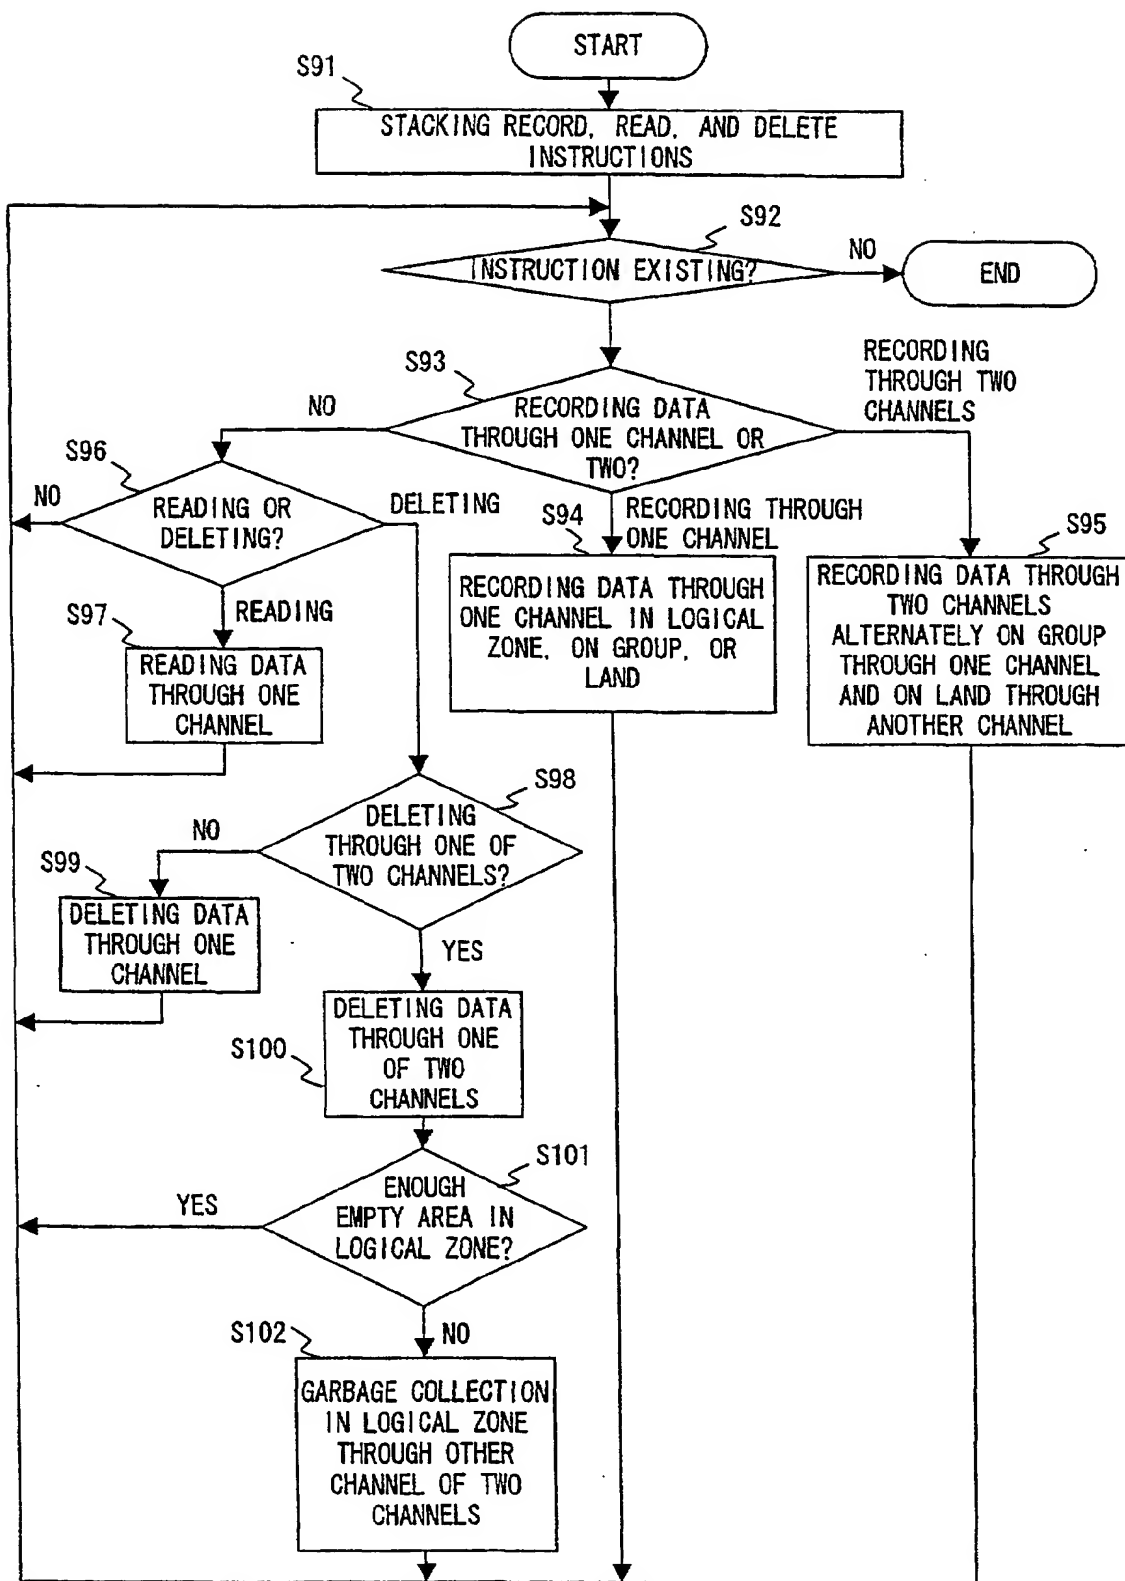 START
S91
STACKING RECORD, READ, AND DELETE
INSTRUCTIONS
S92
INSTRUCTION EXISTING?
NO
END
S93
RECORDING DATA
THROUGH ONE CHANNEL OR
TWO?
NO
RECORDING
THROUGH TWO
CHANNELS
S96
NO
READING OR
DELETING?
DELETING
S94
RECORDING THROUGH
ONE CHANNEL
S95
RECORDING DATA THROUGH
ONE CHANNEL IN LOGICAL
ZONE, ON GROUP, OR
LAND
RECORDING DATA THROUGH
TWO CHANNELS
ALTERNATELY ON GROUP
THROUGH ONE CHANNEL
AND ON LAND THROUGH
ANOTHER CHANNEL
READING
S97
READING DATA
THROUGH ONE
CHANNEL
S98
DELETING
THROUGH ONE OF
TWO CHANNELS?
NO
S99
DELETING DATA
THROUGH ONE
CHANNEL
YES
S100
DELETING DATA
THROUGH ONE
OF TWO
CHANNELS
S101
ENOUGH
EMPTY AREA IN
LOGICAL ZONE?
YES
NO
S102
GARBAGE COLLECTION
IN LOGICAL ZONE
THROUGH OTHER
CHANNEL OF TWO
CHANNELS